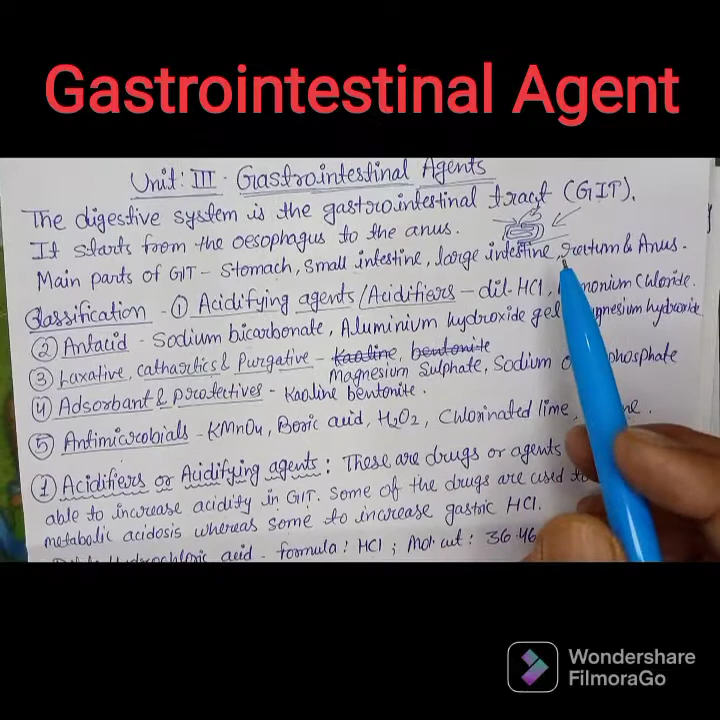 Gastrointestinal Agent
Unit: III - Gastrointestinal Agents
The digestive system is the gastrointestinal tract (GIT).
It starts from the oesophagus to the anus.
Main parts of GIT - Stomach, small intestine, large intestine, rectum & Anus.
Classification - ① Acidifying agents/Acidifiers - dil. HCl, Ammonium Chloride.
② Antacid - Sodium bicarbonate, Aluminium hydroxide gel, Magnesium hydroxide
③ Laxative, cathartics & Purgative - Kaoline, bentonite
Magnesium Sulphate, Sodium phosphate
④ Adsorbant & protectives - Kaoline bentonite.
⑤ Antimicrobials - KMnO4, Boric acid, H2O2, Chlorinated lime,
① Acidifiers or Acidifying agents: These are drugs or agents
able to increase acidity in GIT. Some of the drugs are used to
metabolic acidosis whereas some to increase gastric HCl.
Hydrochloric acid - formula: HCl ; Mol. wt: 36.46
Wondershare
FilmoraGo